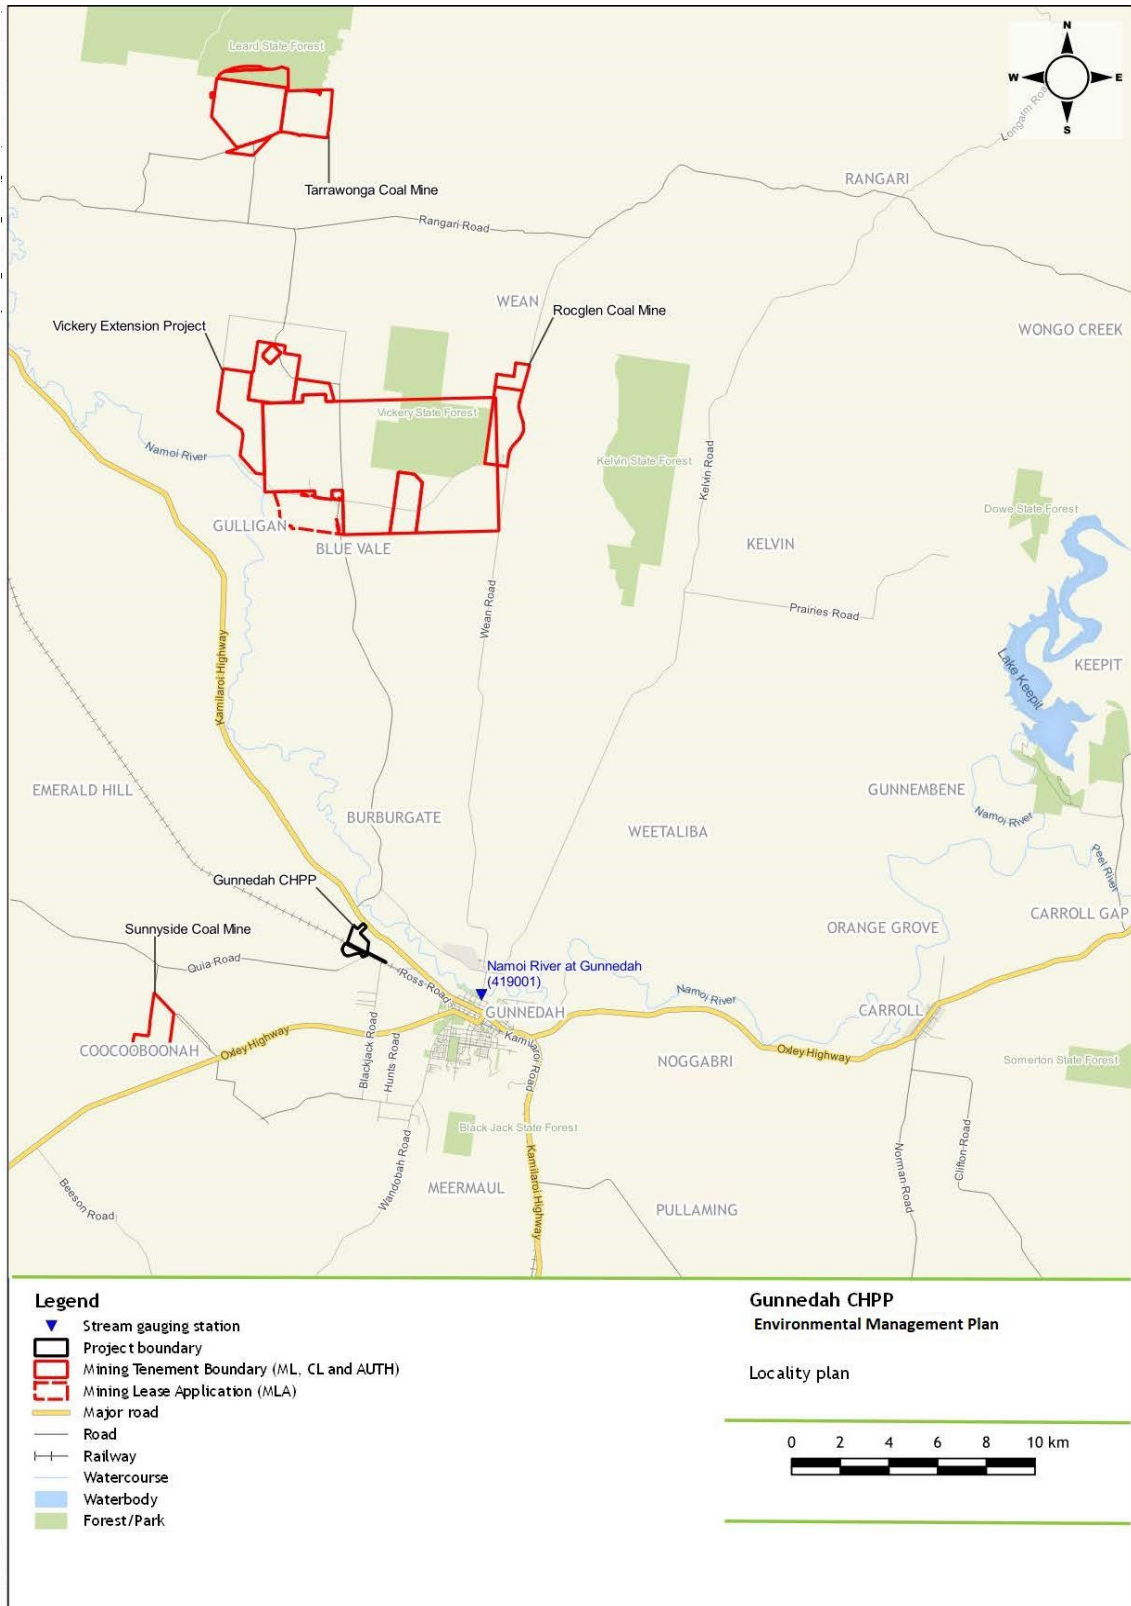 Leard State Forest
N
W
E
S
Longarm Road
Tarrawonga Coal Mine
RANGARI
Rangari Road
WEAN
Rocglen Coal Mine
Vickery Extension Project
WONGO CREEK
Vickery State Forest
Namoi River
Kelvin State Forest
Kelvin Road
Dowe State Forest
GULLIGAN
BLUE VALE
KELVIN
Wean Road
Prairies Road
Kamilaroi Highway
Lake Keepit
KEEPIT
EMERALD HILL
GUNNEMBENE
BURBURGATE
WEETALIBA
Namoi River
Peel River
Gunnedah CHPP
CARROLL GAP
Sunnyside Coal Mine
ORANGE GROVE
Quia Road
Ross Road
Namoi River at Gunnedah
(419001)
Namoi River
GUNNEDAH
CARROLL
COOCOOBOONAH
Oxley Highway
Blackjack Road
Hunts Road
Kamilaroi Road
NOGGABRI
Oxley Highway
Somerton State Forest
Black Jack State Forest
Wandobah Road
Norman Road
Clifton Road
Beeson Road
MEERMAUL
Kamilaroi Highway
PULLAMING
Legend
Stream gauging station
Project boundary
Mining Tenement Boundary (ML, CL and AUTH)
Mining Lease Application (MLA)
Major road
Road
Railway
Watercourse
Waterbody
Forest/Park
Gunnedah CHPP
Environmental Management Plan
Locality plan
0 2 4 6 8 10 km